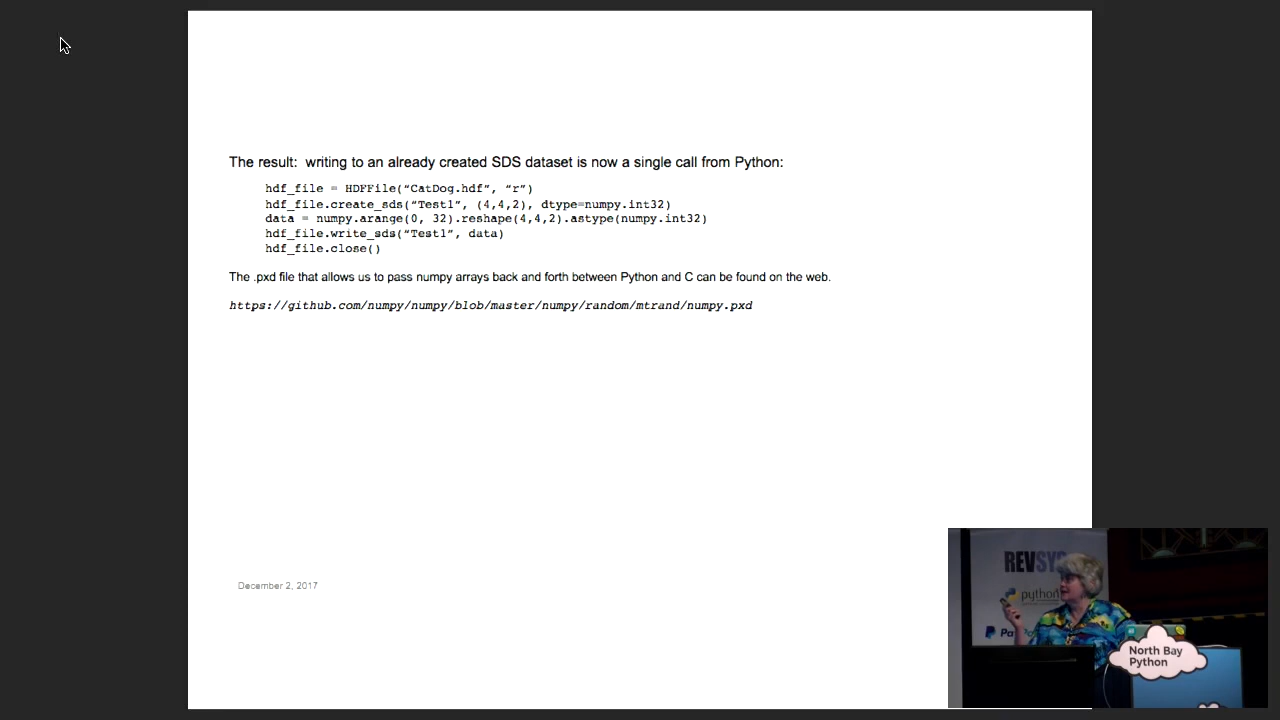 The result: writing to an already created SDS dataset is now a single call from Python:
hdf_file = HDFFile(“CatDog.hdf”, “r”)
hdf_file.create_sds(“Test1”, (4,4,2), dtype=numpy.int32)
data = numpy.arange(0, 32).reshape(4,4,2).astype(numpy.int32)
hdf_file.write_sds(“Test1”, data)
hdf_file.close()
The .pxd file that allows us to pass numpy arrays back and forth between Python and C can be found on the web.
https://github.com/numpy/numpy/blob/master/numpy/random/mtrand/numpy.pxd
December 2, 2017
REVSYS
python
North Bay
Python